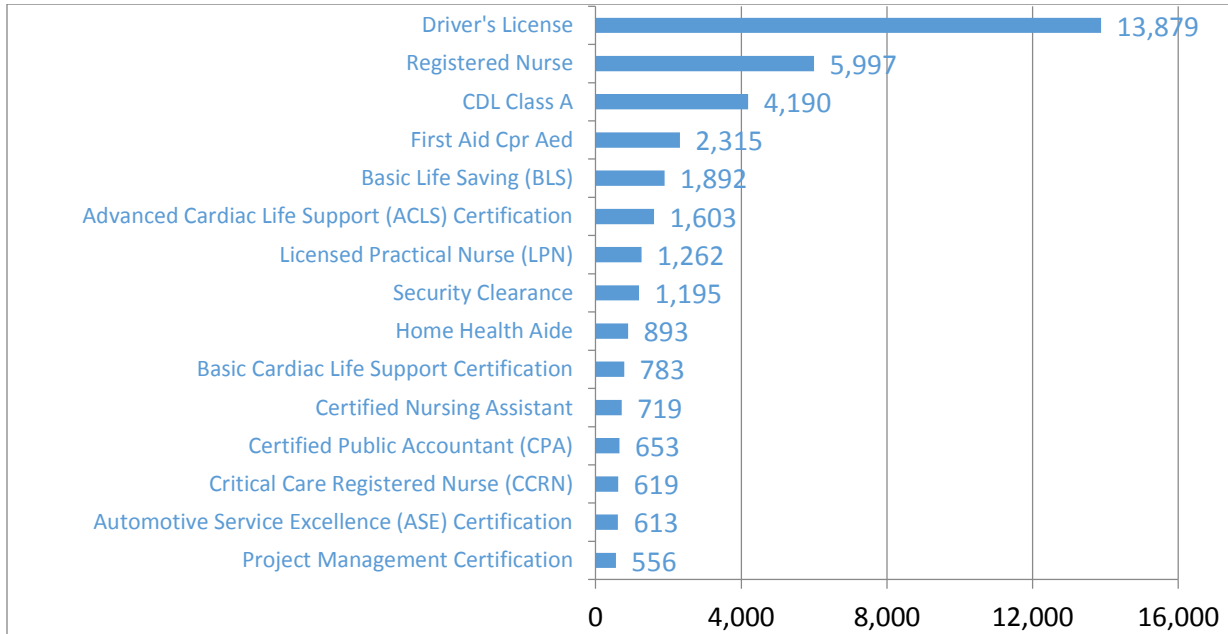 Driver's License 13,879
Registered Nurse 5,997
CDL Class A 4,190
First Aid Cpr Aed 2,315
Basic Life Saving (BLS) 1,892
Advanced Cardiac Life Support (ACLS) Certification 1,603
Licensed Practical Nurse (LPN) 1,262
Security Clearance 1,195
Home Health Aide 893
Basic Cardiac Life Support Certification 783
Certified Nursing Assistant 719
Certified Public Accountant (CPA) 653
Critical Care Registered Nurse (CCRN) 619
Automotive Service Excellence (ASE) Certification 613
Project Management Certification 556
0 4,000 8,000 12,000 16,000